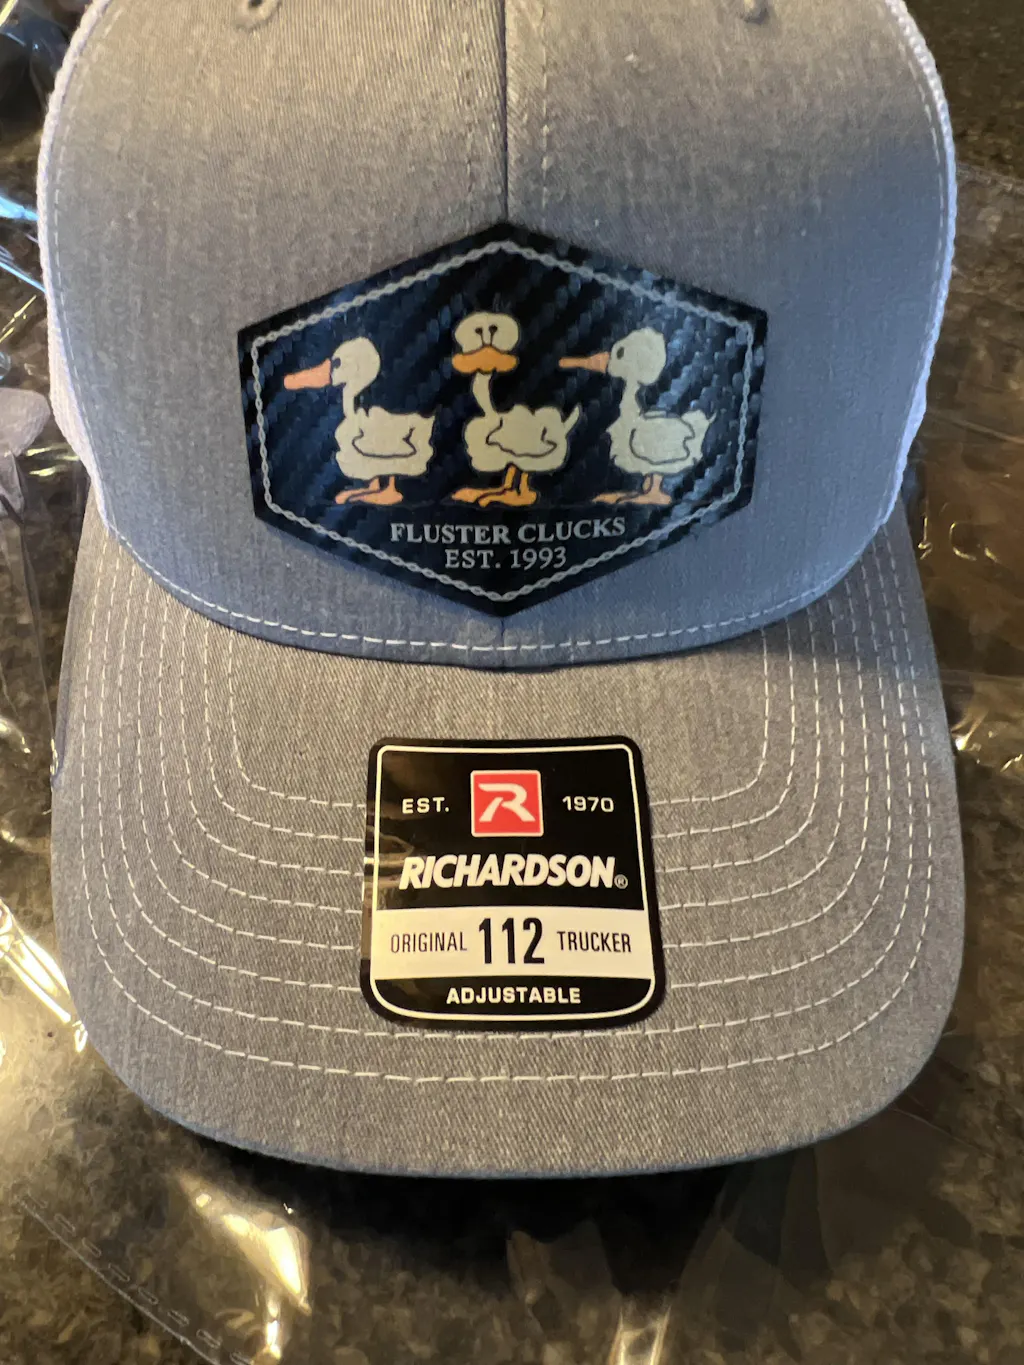 FLUSTER CLUCKS
EST. 1993
EST. R 1970
RICHARDSON®
ORIGINAL 112 TRUCKER
ADJUSTABLE